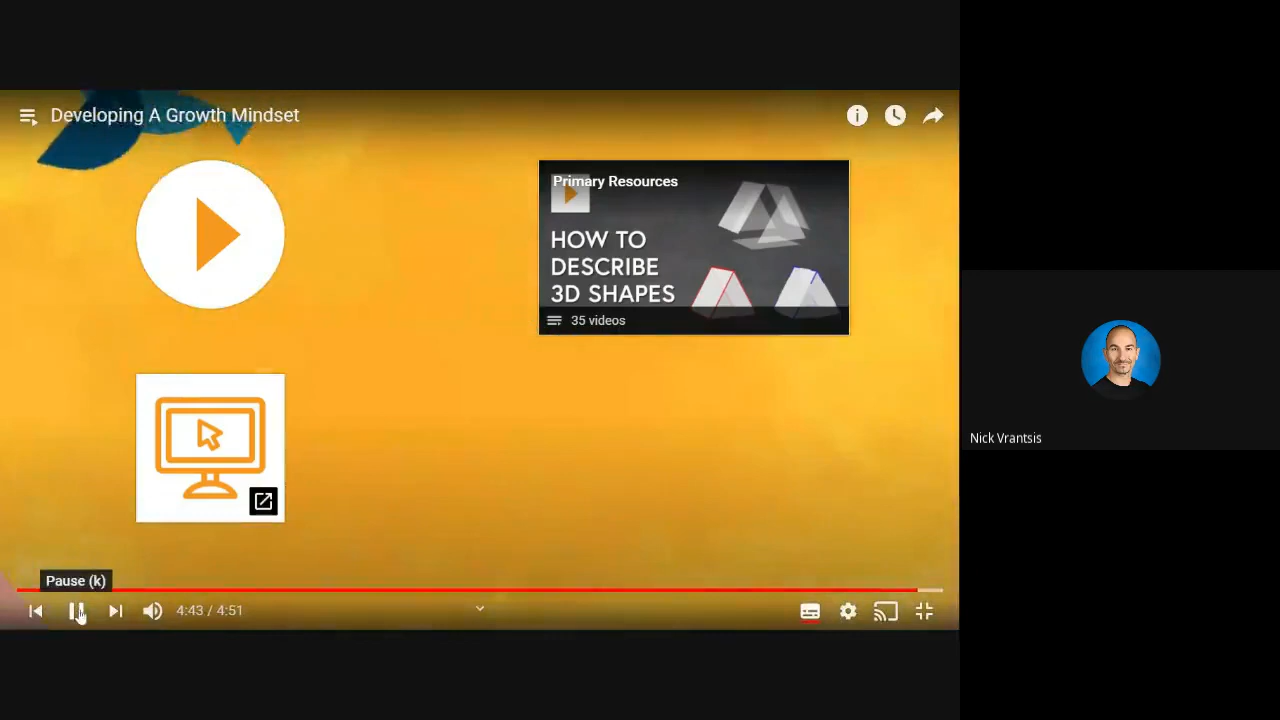 Developing A Growth Mindset
Primary Resources
HOW TO
DESCRIBE
3D SHAPES
35 videos
Nick Vrantsis
Pause (k)
4:43 / 4:51